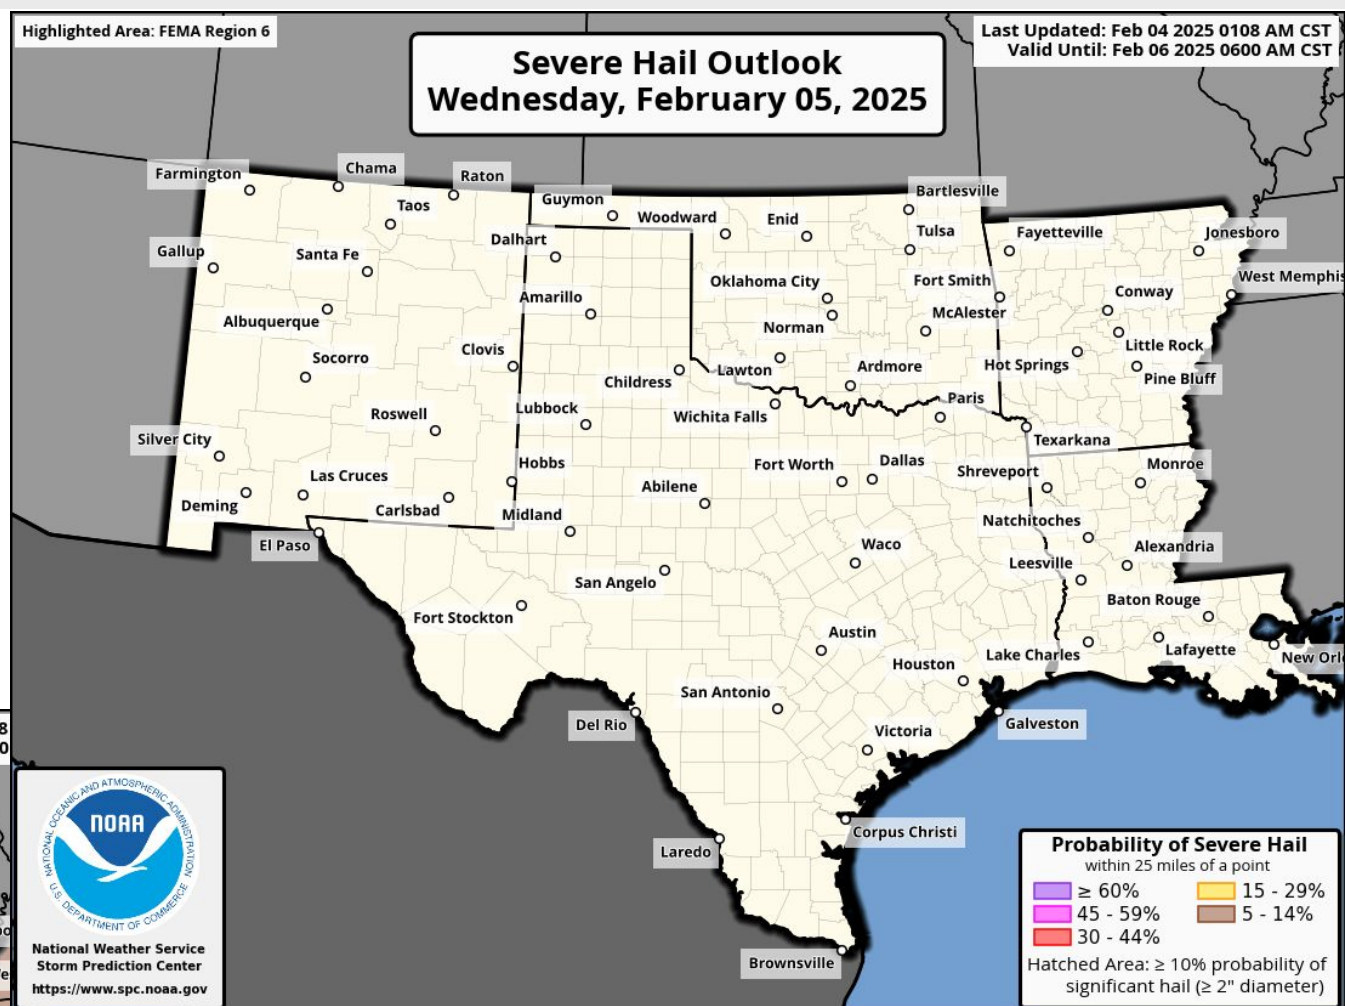 Highlighted Area: FEMA Region 6
Last Updated: Feb 04 2025 0108 AM CST
Valid Until: Feb 06 2025 0600 AM CST
Severe Hail Outlook
Wednesday, February 05, 2025
Farmington
Chama
Raton
Taos
Guymon
Woodward
Enid
Bartlesville
Tulsa
Fayetteville
Jonesboro
Gallup
Santa Fe
Dalhart
Oklahoma City
Fort Smith
West Memphis
Albuquerque
Amarillo
Norman
McAlester
Conway
Little Rock
Socorro
Clovis
Childress
Lawton
Ardmore
Hot Springs
Pine Bluff
Roswell
Lubbock
Wichita Falls
Paris
Texarkana
Silver City
Las Cruces
Hobbs
Abilene
Fort Worth
Dallas
Shreveport
Monroe
Deming
Carlsbad
Midland
Natchitoches
El Paso
San Angelo
Waco
Leesville
Alexandria
Fort Stockton
Austin
Baton Rouge
Houston
Lake Charles
Lafayette
New Orl
Del Rio
San Antonio
Victoria
Galveston
Laredo
Corpus Christi
Brownsville
8
0
NATIONAL OCEANIC AND ATMOSPHERIC ADMINISTRATION
NOAA
U.S. DEPARTMENT OF COMMERCE
National Weather Service
Storm Prediction Center
https://www.spc.noaa.gov
Probability of Severe Hail
within 25 miles of a point
≥ 60%
15 - 29%
45 - 59%
5 - 14%
30 - 44%
Hatched Area: ≥ 10% probability of
significant hail (≥ 2" diameter)